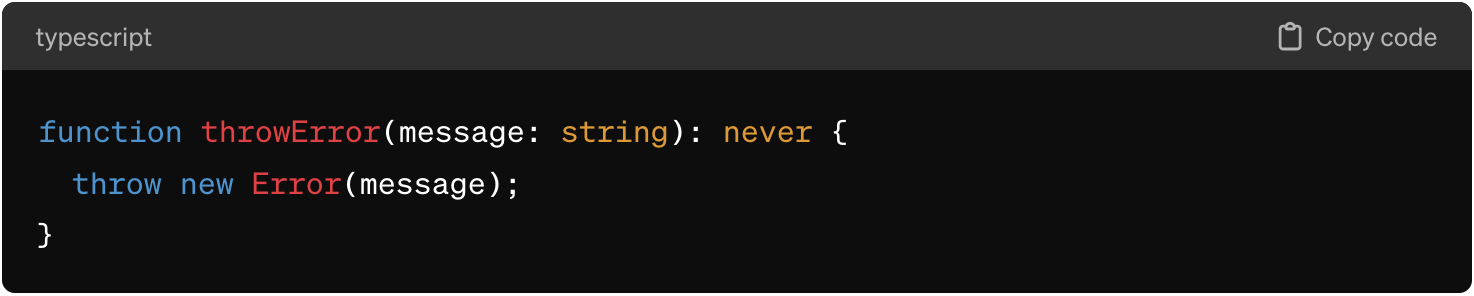 typescript
Copy code
function throwError(message: string): never {
  throw new Error(message);
}